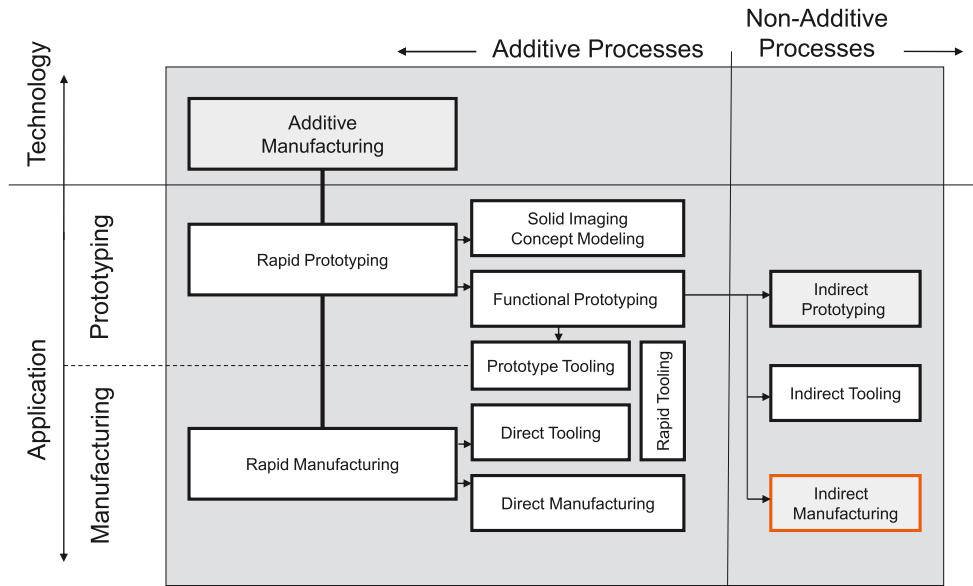 Non-Additive
Processes
Additive Processes
Technology
Additive
Manufacturing
Application
Prototyping
Rapid Prototyping
Solid Imaging
Concept Modeling
Functional Prototyping
Indirect
Prototyping
Prototype Tooling
Rapid Tooling
Indirect Tooling
Manufacturing
Rapid Manufacturing
Direct Tooling
Direct Manufacturing
Indirect
Manufacturing